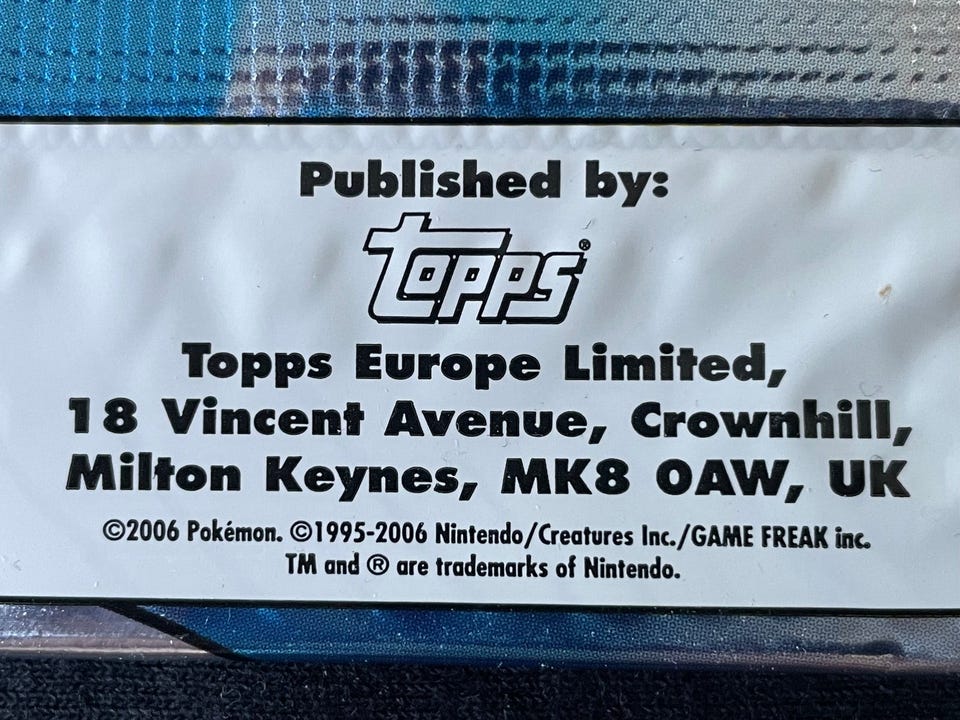 Published by:
Topps®
Topps Europe Limited,
18 Vincent Avenue, Crownhill,
Milton Keynes, MK8 0AW, UK
©2006 Pokémon. ©1995-2006 Nintendo/Creatures Inc./GAME FREAK inc.
TM and ® are trademarks of Nintendo.